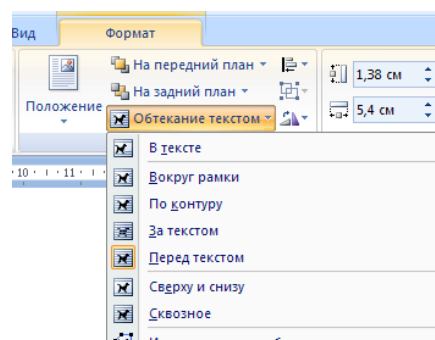 Вид Формат
На передний план
1,38 см
На задний план
Положение
5,4 см
Обтекание текстом
В тексте
10 11
Вокруг рамки
По контуру
За текстом
Перед текстом
Сверху и снизу
Сквозное